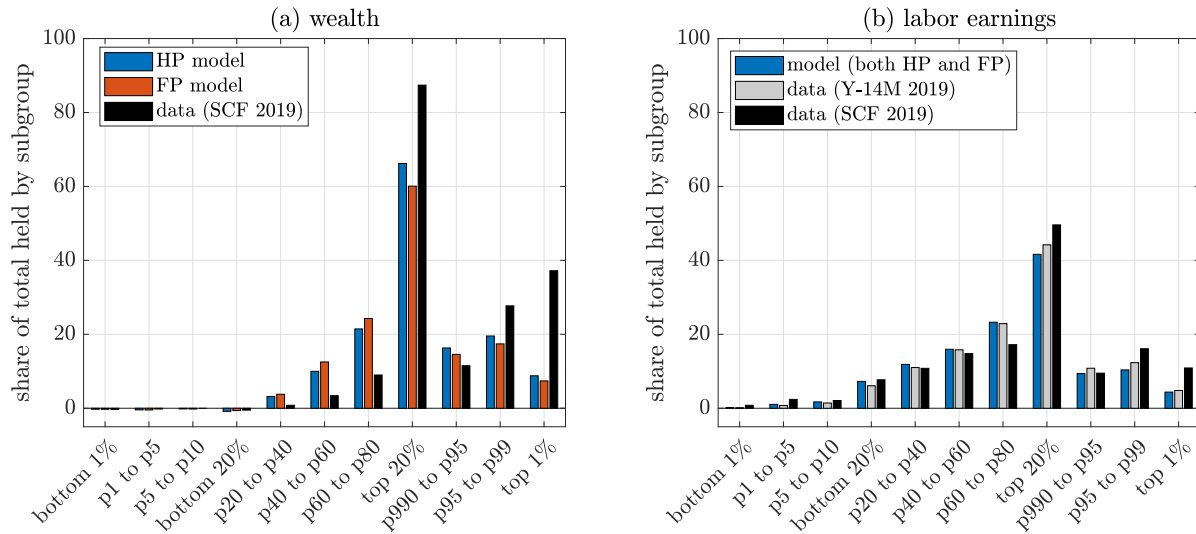 (a) wealth
share of total held by subgroup
100
80
60
40
20
0
HP model
FP model
data (SCF 2019)
bottom 1%
p1 to p5
p5 to p10
bottom 20%
p20 to p40
p40 to p60
p60 to p80
top 20%
p990 to p95
p95 to p99
top 1%
(b) labor earnings
share of total held by subgroup
100
80
60
40
20
0
model (both HP and FP)
data (Y-14M 2019)
data (SCF 2019)
bottom 1%
p1 to p5
p5 to p10
bottom 20%
p20 to p40
p40 to p60
p60 to p80
top 20%
p990 to p95
p95 to p99
top 1%